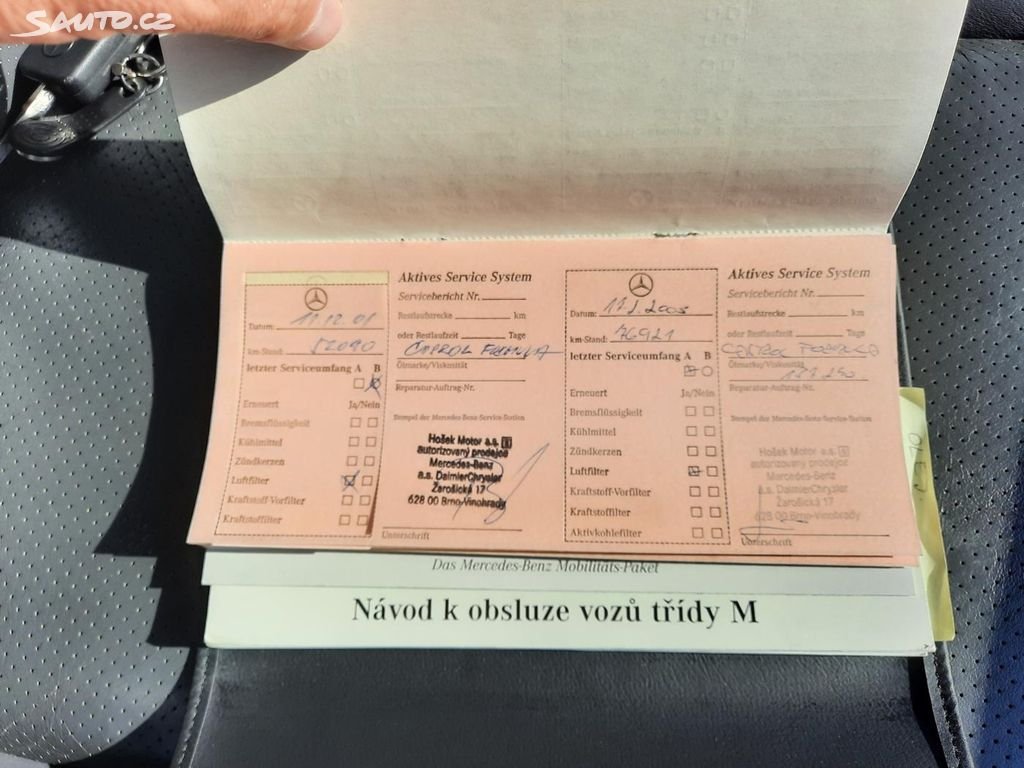 SAUTO.CZ
Aktives Service System
Servicebericht Nr.
Restlaufstrecke km
oder Restlaufzeit Tage
Ölmarke/Viskosität
Reparatur-Auftrag-Nr.
Stempel der Mercedes-Benz-Service-Station
Hošek Motor a.s.
autorizovaný prodejce
Mercedes-Benz
a.s. DaimlerChrysler
Žarošická 17
628 00 Brno-Vinohrady
Unterschrift
Datum: 11.12.01
km-Stand: 52090
letzter Serviceumfang A B
Erneuert Ja/Nein
Bremsflüssigkeit
Kühlmittel
Zündkerzen
Luftfilter
Kraftstoff-Vorfilter
Kraftstoffilter
Aktives Service System
Servicebericht Nr.
Restlaufstrecke km
oder Restlaufzeit Tage
Ölmarke/Viskosität
Reparatur-Auftrag-Nr.
Stempel der Mercedes-Benz-Service-Station
Hošek Motor a.s.
autorizovaný prodejce
Mercedes-Benz
a.s. DaimlerChrysler
Žarošická 17
628 00 Brno-Vinohrady
Unterschrift
Datum:
km-Stand: 76921
letzter Serviceumfang A B
Erneuert Ja/Nein
Bremsflüssigkeit
Kühlmittel
Zündkerzen
Luftfilter
Kraftstoff-Vorfilter
Kraftstoffilter
Aktivkohlefilter
Das Mercedes-Benz Mobilitäts-Paket
Návod k obsluze vozů třídy M